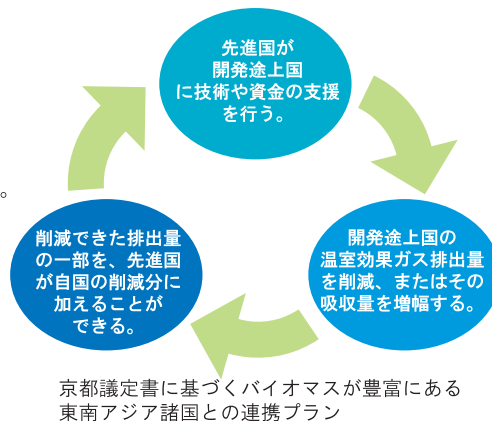 先進国が
開発途上国
に技術や資金の支援
を行う。
開発途上国の
温室効果ガス排出量
を削減、またはその
吸収量を増幅する。
削減できた排出量
の一部を、先進国
が自国の削減分に
加えることが
できる。
。
京都議定書に基づくバイオマスが豊富にある
東南アジア諸国との連携プラン